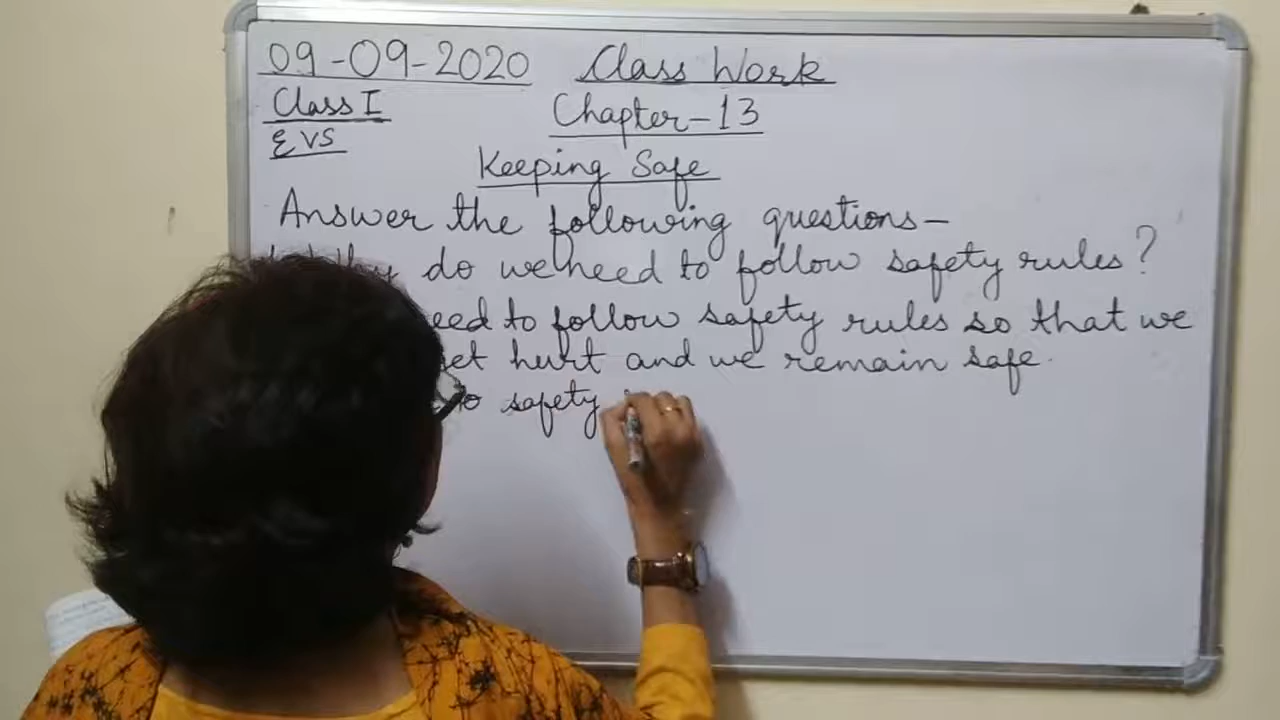 09-09-2020 Class Work
Class I Chapter-13
EVS
Keeping Safe
Answer the following questions-
do we need to follow safety rules?
to follow safety rules so that we
hurt and we remain safe.
safety